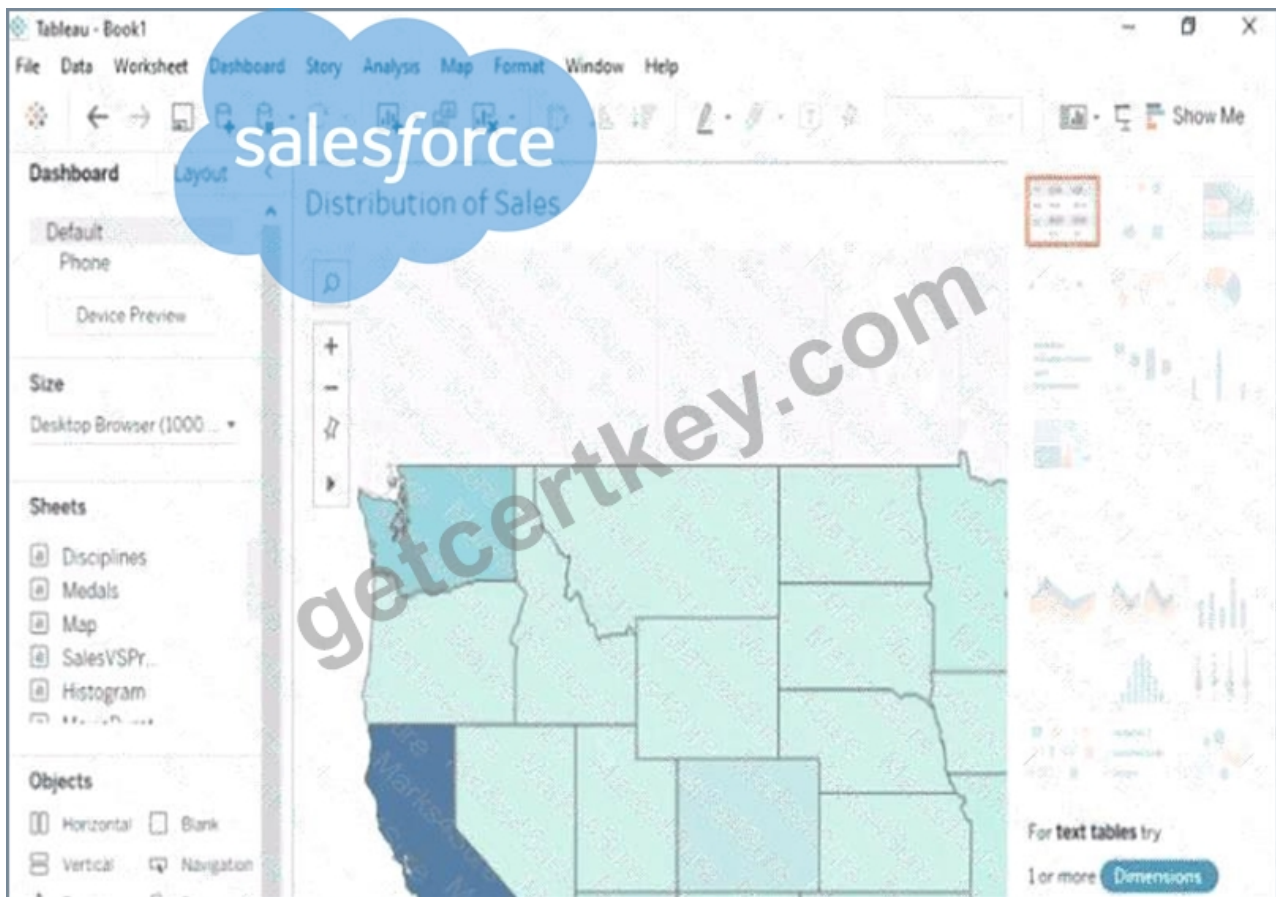 Tableau - Book1
File Data Worksheet Dashboard Story Analysis Map Format Window Help
salesforce
Show Me
Dashboard Layout
Distribution of Sales
Default
Phone
Device Preview
Size
Desktop Browser (1000 ...
Sheets
Disciplines
Medals
Map
SalesVSPr...
Histogram
Objects
Horizontal Blank
Vertical Navigation
getcertkey.com
For text tables try
1 or more Dimensions